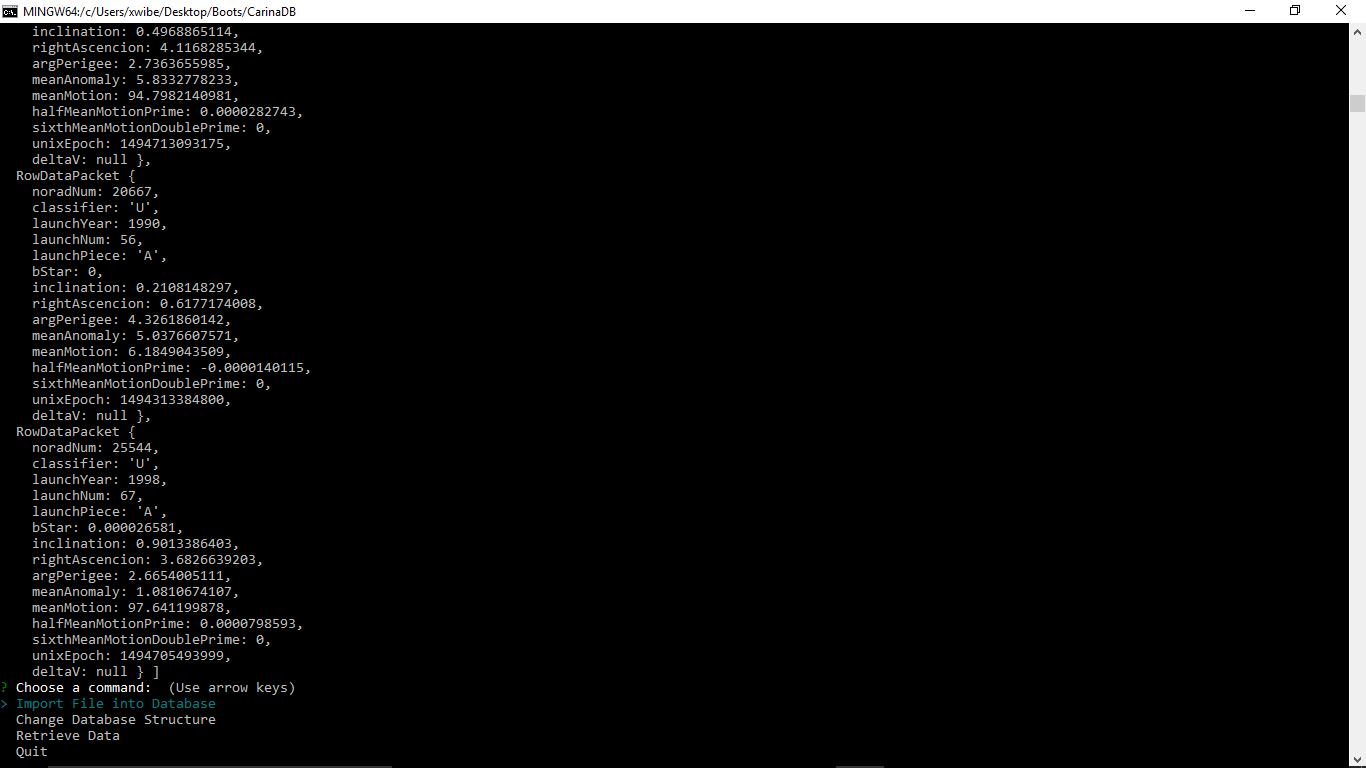 MINGW64:/c/Users/xwibe/Desktop/Boots/CarinaDB
inclination: 0.4968865114,
rightAscencion: 4.1168285344,
argPerigee: 2.7363655985,
meanAnomaly: 5.8332778233,
meanMotion: 94.7982140981,
halfMeanMotionPrime: 0.0000282743,
sixthMeanMotionDoublePrime: 0,
unixEpoch: 1494713093175,
deltaV: null },
RowDataPacket {
noradNum: 20667,
classifier: 'U',
launchYear: 1990,
launchNum: 56,
launchPiece: 'A',
bStar: 0,
inclination: 0.2108148297,
rightAscencion: 0.6177174008,
argPerigee: 4.3261860142,
meanAnomaly: 5.0376607571,
meanMotion: 6.1849043509,
halfMeanMotionPrime: -0.0000140115,
sixthMeanMotionDoublePrime: 0,
unixEpoch: 1494313384800,
deltaV: null },
RowDataPacket {
noradNum: 25544,
classifier: 'U',
launchYear: 1998,
launchNum: 67,
launchPiece: 'A',
bStar: 0.000026581,
inclination: 0.9013386403,
rightAscencion: 3.6826639203,
argPerigee: 2.6654005111,
meanAnomaly: 1.0810674107,
meanMotion: 97.641199878,
halfMeanMotionPrime: 0.0000798593,
sixthMeanMotionDoublePrime: 0,
unixEpoch: 1494705493999,
deltaV: null } ]
? Choose a command: (Use arrow keys)
> Import File into Database
Change Database Structure
Retrieve Data
Quit